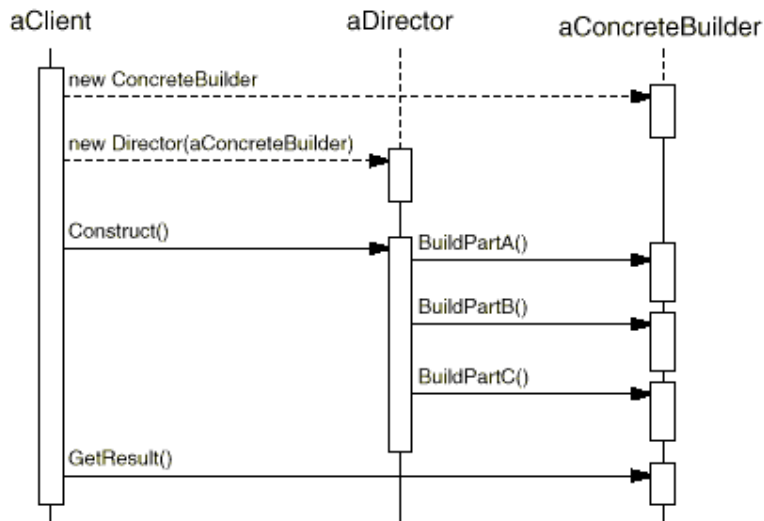 aClient
aDirector
aConcreteBuilder
new ConcreteBuilder
new Director(aConcreteBuilder)
Construct()
BuildPartA()
BuildPartB()
BuildPartC()
GetResult()